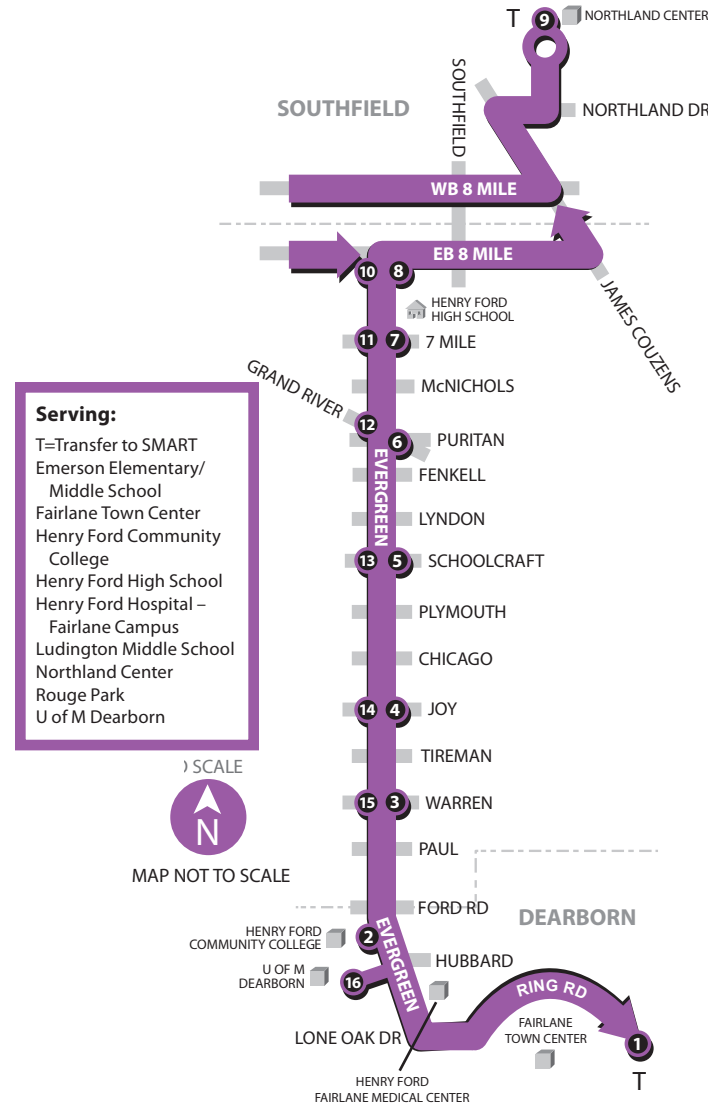 T
9
NORTHLAND CENTER
SOUTHFIELD
SOUTHFIELD
NORTHLAND DR
WB 8 MILE
EB 8 MILE
10
8
JAMES COUZENS
HENRY FORD
HIGH SCHOOL
11
7
7 MILE
McNICHOLS
GRAND RIVER
12
6
PURITAN
EVERGREEN
FENKELL
LYNDON
13
5
SCHOOLCRAFT
PLYMOUTH
CHICAGO
14
4
JOY
TIREMAN
15
3
WARREN
PAUL
FORD RD
Serving:
T=Transfer to SMART
Emerson Elementary/
Middle School
Fairlane Town Center
Henry Ford Community
College
Henry Ford High School
Henry Ford Hospital –
Fairlane Campus
Ludington Middle School
Northland Center
Rouge Park
U of M Dearborn
SCALE
N
MAP NOT TO SCALE
DEARBORN
HENRY FORD
COMMUNITY COLLEGE
2
EVERGREEN
HUBBARD
U OF M
DEARBORN
16
RING RD
LONE OAK DR
FAIRLANE
TOWN CENTER
1
T
HENRY FORD
FAIRLANE MEDICAL CENTER